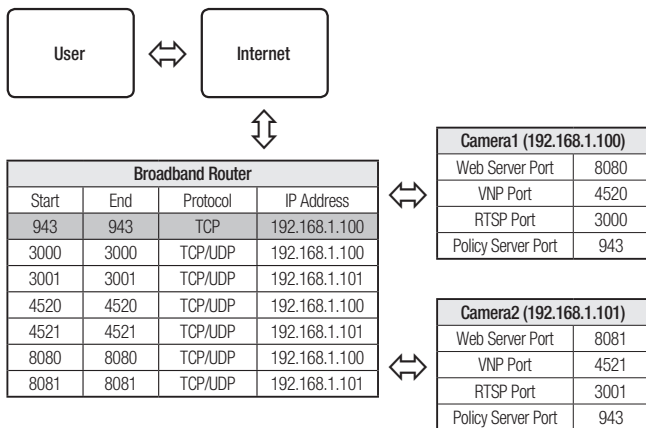 User
Internet
Broadband Router
Start End Protocol IP Address
943 943 TCP 192.168.1.100
3000 3000 TCP/UDP 192.168.1.100
3001 3001 TCP/UDP 192.168.1.101
4520 4520 TCP/UDP 192.168.1.100
4521 4521 TCP/UDP 192.168.1.101
8080 8080 TCP/UDP 192.168.1.100
8081 8081 TCP/UDP 192.168.1.101
Camera1 (192.168.1.100)
Web Server Port 8080
VNP Port 4520
RTSP Port 3000
Policy Server Port 943
Camera2 (192.168.1.101)
Web Server Port 8081
VNP Port 4521
RTSP Port 3001
Policy Server Port 943